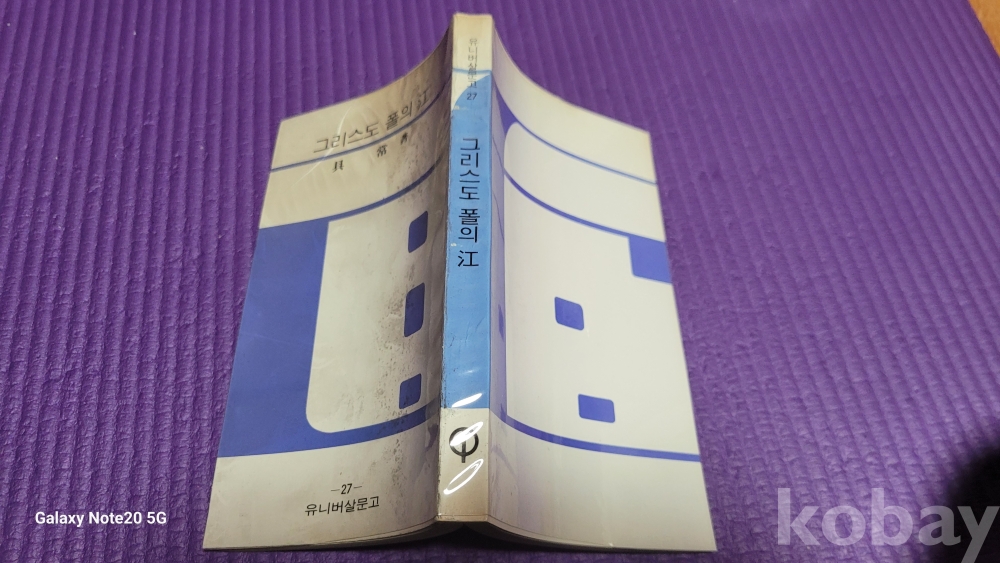 그리스도 폴의 江
具 常 著
—27—
유니버살문고
유니버살문고
27
그리스도 폴의 江
Galaxy Note20 5G
kobay